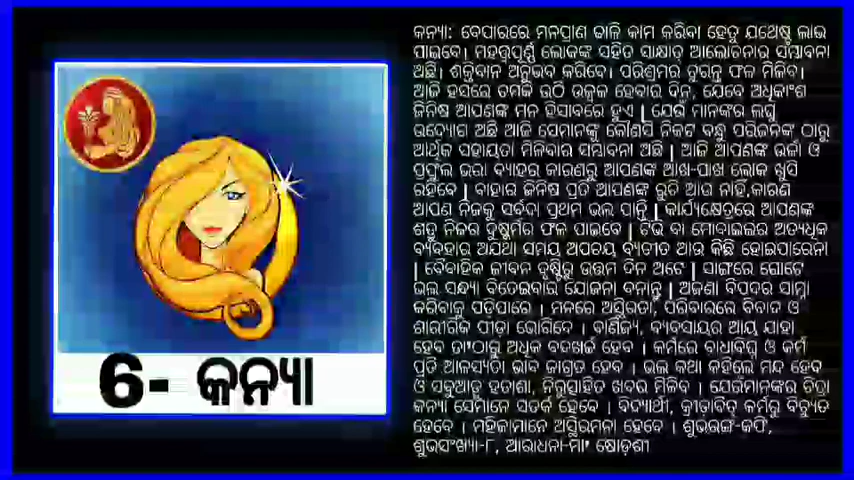 6- କନ୍ୟା
କନ୍ୟା: ବେପାରରେ ମନପ୍ରାଣ ଢାଳି କାମ କରିବା ହେତୁ ଯଥେଷ୍ଟ ଲାଭ
ପାଇବେ। ମହତ୍ତ୍ୱପୂର୍ଣ୍ଣ ଲୋକଙ୍କ ସହିତ ସାକ୍ଷାତ ଆଲୋଚନାର ସମ୍ଭାବନା
ଅଛି। ଶକ୍ତିବାନ ଅନୁଭବ କରିବେ। ପରିଶ୍ରମର ତୁରନ୍ତ ଫଳ ମିଳିବ।
ଆଜି ହସରେ ଚମକି ଉଠି ଉଜ୍ୱଳ ହେବାର ଦିନ, ଯେବେ ଅଧିକାଂଶ
ଜିନିଷ ଆପଣଙ୍କ ମନ ହିସାବରେ ହୁଏ | ଯେଉଁ ମାନଙ୍କର ଲଘୁ
ଉଦ୍ୟୋଗ ଅଛି ଆଜି ସେମାନଙ୍କୁ କୌଣସି ନିକଟ ବନ୍ଧୁ ପରିଜନଙ୍କ ଠାରୁ
ଆର୍ଥିକ ସହାୟତା ମିଳିବାର ସମ୍ଭାବନା ଅଛି | ଆଜି ଆପଣଙ୍କ ଊର୍ଜା ଓ
ପ୍ରଫୁଲ୍ଲ ଭରା ବ୍ୟାହର କାରଣରୁ ଆପଣଙ୍କ ଆଖ-ପାଖ ଲୋକ ଖୁସି
ରହିବେ | ବାହାର ଜିନିଷ ପ୍ରତି ଆପଣଙ୍କ ରୁଚି ଆଉ ନାହିଁ,କାରଣ
ଆପଣ ନିଜକୁ ସର୍ବଦା ପ୍ରଥମ ଭଲ ପାନ୍ତି | କାର୍ଯ୍ୟକ୍ଷେତ୍ରରେ ଆପଣଙ୍କ
ଶତ୍ରୁ ନିଜର ଦୁଷ୍କର୍ମର ଫଳ ପାଇବେ | ଟିଭି ବା ମୋବାଇଲର ଅତ୍ୟଧିକ
ବ୍ୟବହାର ଅଯଥା ସମୟ ଅପଚୟ ବ୍ୟତୀତ ଆଉ କିଛି ହୋଇପାରେନା
| ବୈବାହିକ ଜୀବନ ଦୃଷ୍ଟିରୁ ଉତ୍ତମ ଦିନ ଅଟେ | ସାଙ୍ଗରେ ଗୋଟେ
ଭଲ ସନ୍ଧ୍ୟା ବିତେଇବାର ଯୋଜନା ବନାନ୍ତୁ | ଅଜଣା ବିପଦର ସାମ୍ନା
କରିବାକୁ ପଡ଼ିପାରେ । ମନରେ ଅସ୍ଥିରତା, ପରିବାରରେ ବିବାଦ ଓ
ଶାରୀରିକ ପୀଡ଼ା ଭୋଗିବେ । ବାଣିଜ୍ୟ, ବ୍ୟବସାୟର ଆୟ ଯାହା
ହେବ ତା'ଠାରୁ ଅଧିକ ବଦଖର୍ଚ୍ଚ ହେବ । କର୍ମରେ ବାଧାବିଘ୍ନ ଓ କର୍ମ
ପ୍ରତି ଆଳସ୍ୟତା ଭାବ ଜାଗ୍ରତ ହେବ । ଭଲ କଥା କହିଲେ ମନ୍ଦ ହେବ
ଓ ସବୁଆଡୁ ହତାଶା, ନିରୁତ୍ସାହିତ ଖବର ମିଳିବ । ଯେଉଁମାନଙ୍କର ଚିତ୍ରା
କନ୍ୟା ସେମାନେ ସତର୍କ ହେବେ । ବିଦ୍ୟାର୍ଥୀ, କ୍ରୀଡ଼ାବିତ୍ କର୍ମରୁ ବିଚ୍ୟୁତ
ହେବେ । ମହିଳାମାନେ ଅସ୍ଥିରମନା ହେବେ । ଶୁଭରଙ୍ଗ-କଫି,
ଶୁଭସଂଖ୍ୟା-୮, ଆରାଧନା-ମା' ଷୋଡ଼ଶୀ